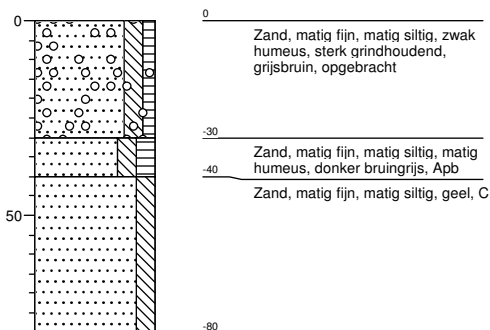 0
0
Zand, matig fijn, matig siltig, zwak
humeus, sterk grindhoudend,
grijsbruin, opgebracht
-30
Zand, matig fijn, matig siltig, matig
humeus, donker bruingrijs, Apb
-40
Zand, matig fijn, matig siltig, geel, C
50
-80